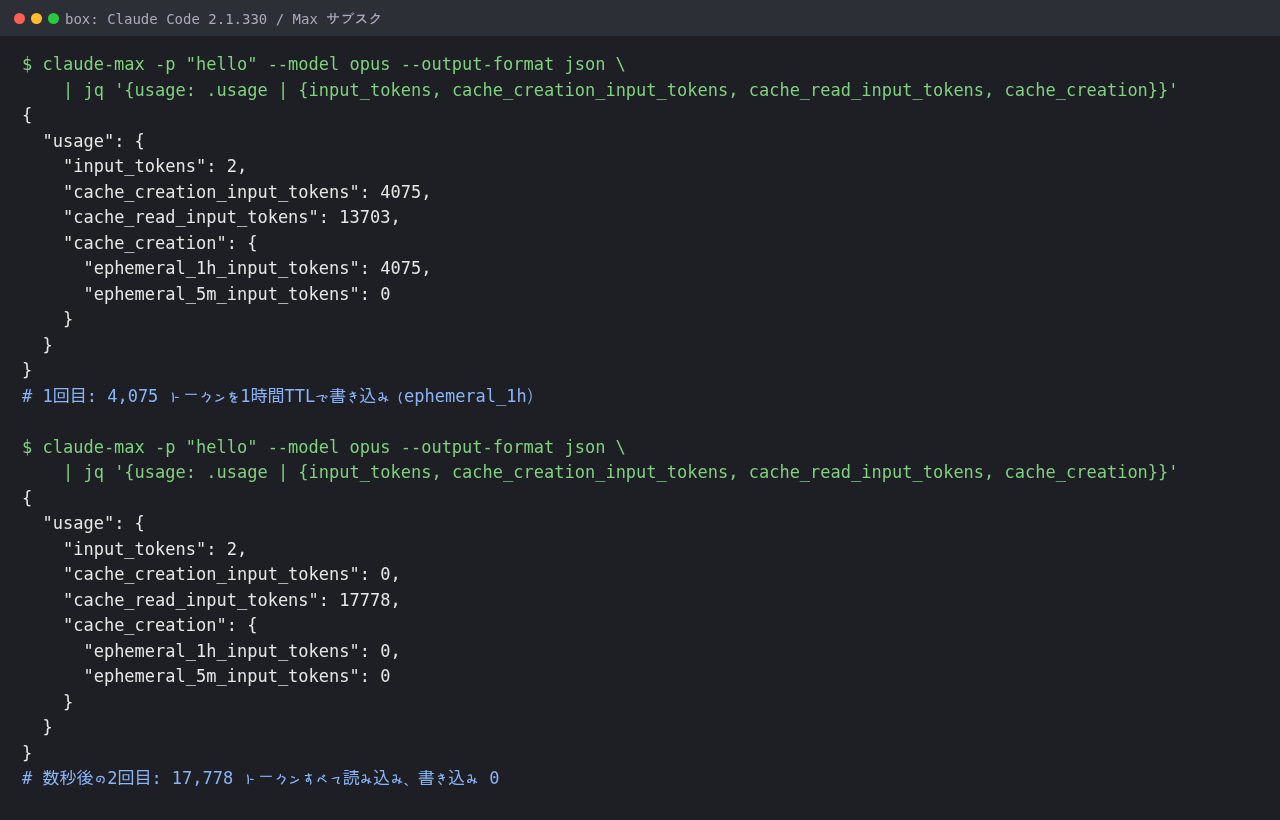 box: Claude Code 2.1.330 / Max サブスク
$ claude-max -p "hello" --model opus --output-format json \
| jq '{usage: .usage | {input_tokens, cache_creation_input_tokens, cache_read_input_tokens, cache_creation}}'
{
"usage": {
"input_tokens": 2,
"cache_creation_input_tokens": 4075,
"cache_read_input_tokens": 13703,
"cache_creation": {
"ephemeral_1h_input_tokens": 4075,
"ephemeral_5m_input_tokens": 0
}
}
}
# 1回目: 4,075 トークンを1時間TTLで書き込み（ephemeral_1h）
$ claude-max -p "hello" --model opus --output-format json \
| jq '{usage: .usage | {input_tokens, cache_creation_input_tokens, cache_read_input_tokens, cache_creation}}'
{
"usage": {
"input_tokens": 2,
"cache_creation_input_tokens": 0,
"cache_read_input_tokens": 17778,
"cache_creation": {
"ephemeral_1h_input_tokens": 0,
"ephemeral_5m_input_tokens": 0
}
}
}
# 数秒後の2回目: 17,778 トークンすべて読み込み、書き込み 0